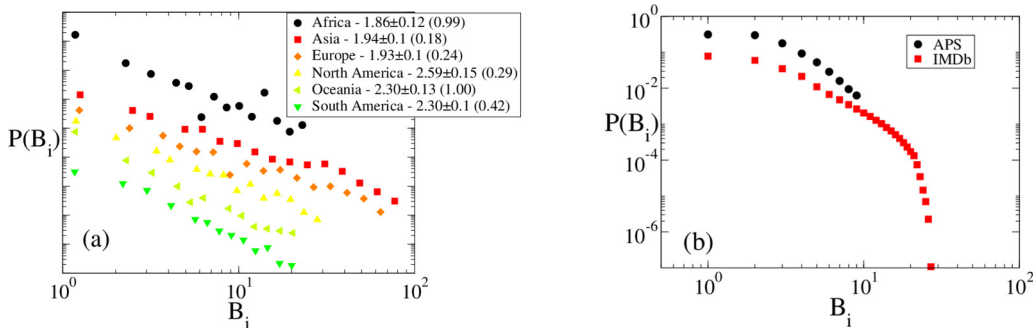 Africa - 1.86±0.12 (0.99)
Asia - 1.94±0.1 (0.18)
Europe - 1.93±0.1 (0.24)
North America - 2.59±0.15 (0.29)
Oceania - 2.30±0.13 (1.00)
South America - 2.30±0.1 (0.42)
P(B_i)
(a)
10^0 10^1 10^2
B_i
10^0
10^-2
10^-4
10^-6
APS
IMDb
P(B_i)
(b)
10^0 10^1 10^2
B_i